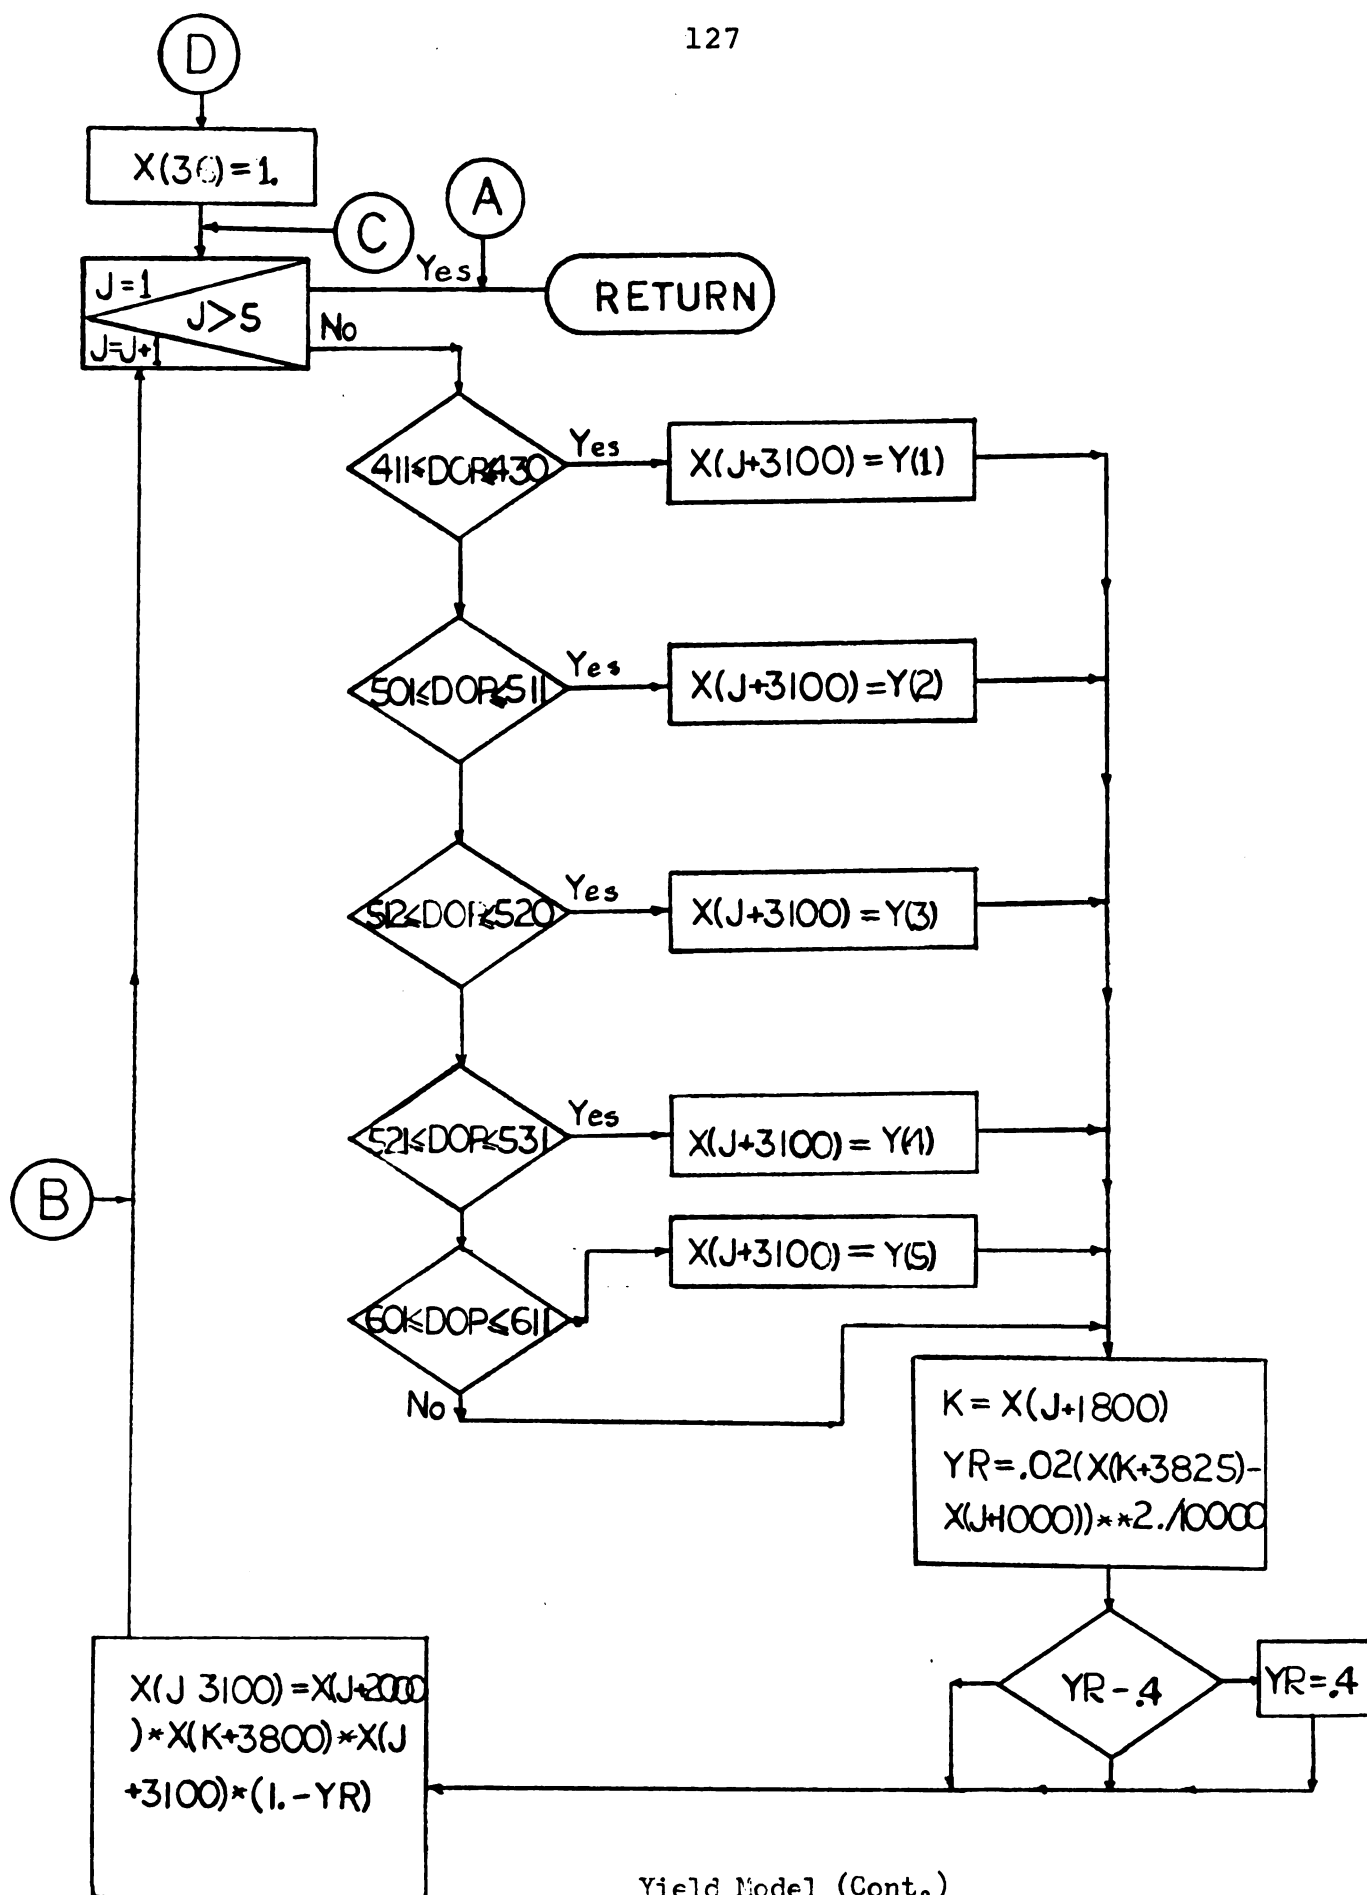 127
D
X(36)=1.
A
C
Yes
J=1
J>5
J=J+1
RETURN
No
411≤DOP≤430
Yes
X(J+3100)=Y(1)
501≤DOP≤511
Yes
X(J+3100)=Y(2)
512≤DOP≤520
Yes
X(J+3100)=Y(3)
521≤DOP≤531
Yes
X(J+3100)=Y(4)
B
X(J+3100)=Y(5)
601≤DOP≤611
No
K=X(J+1800)
YR=.02(X(K+3825)-
X(J+1000))**2./10000
YR-.4
YR=.4
X(J 3100)=X(J+2000
)*X(K+3800)*X(J
+3100)*(1.-YR)
Yield Model (Cont.)